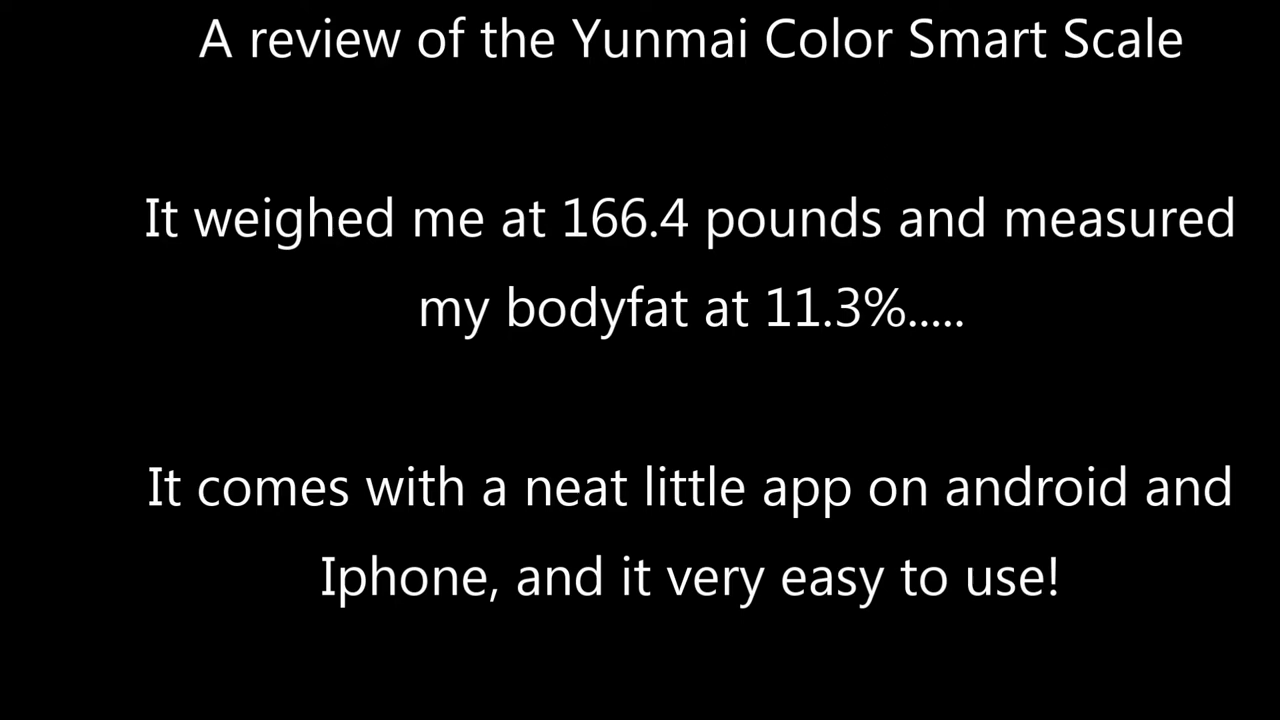 A review of the Yunmai Color Smart Scale
It weighed me at 166.4 pounds and measured
my bodyfat at 11.3%.....
It comes with a neat little app on android and
Iphone, and it very easy to use!